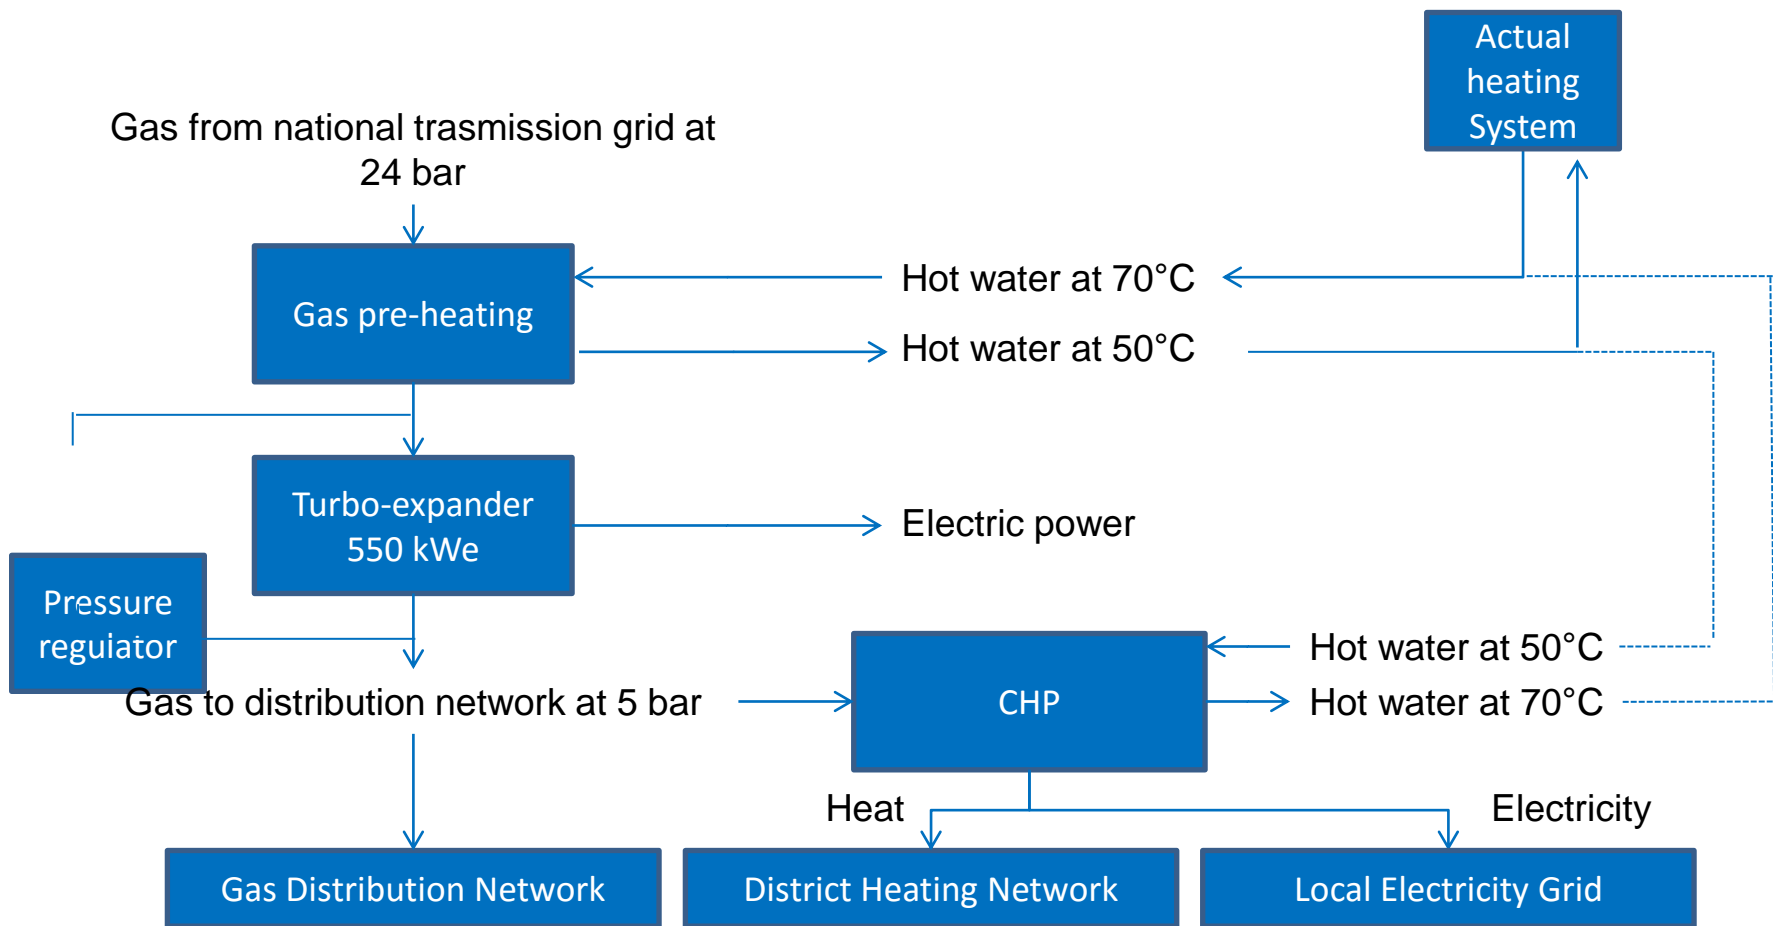 Actual
heating
System
Gas from national trasmission grid at
24 bar
Gas pre-heating
Hot water at 70°C
Hot water at 50°C
Turbo-expander
550 kWe
Electric power
Pressure
reguiator
Gas to distribution network at 5 bar
CHP
Hot water at 50°C
Hot water at 70°C
Heat
Electricity
Gas Distribution Network
District Heating Network
Local Electricity Grid